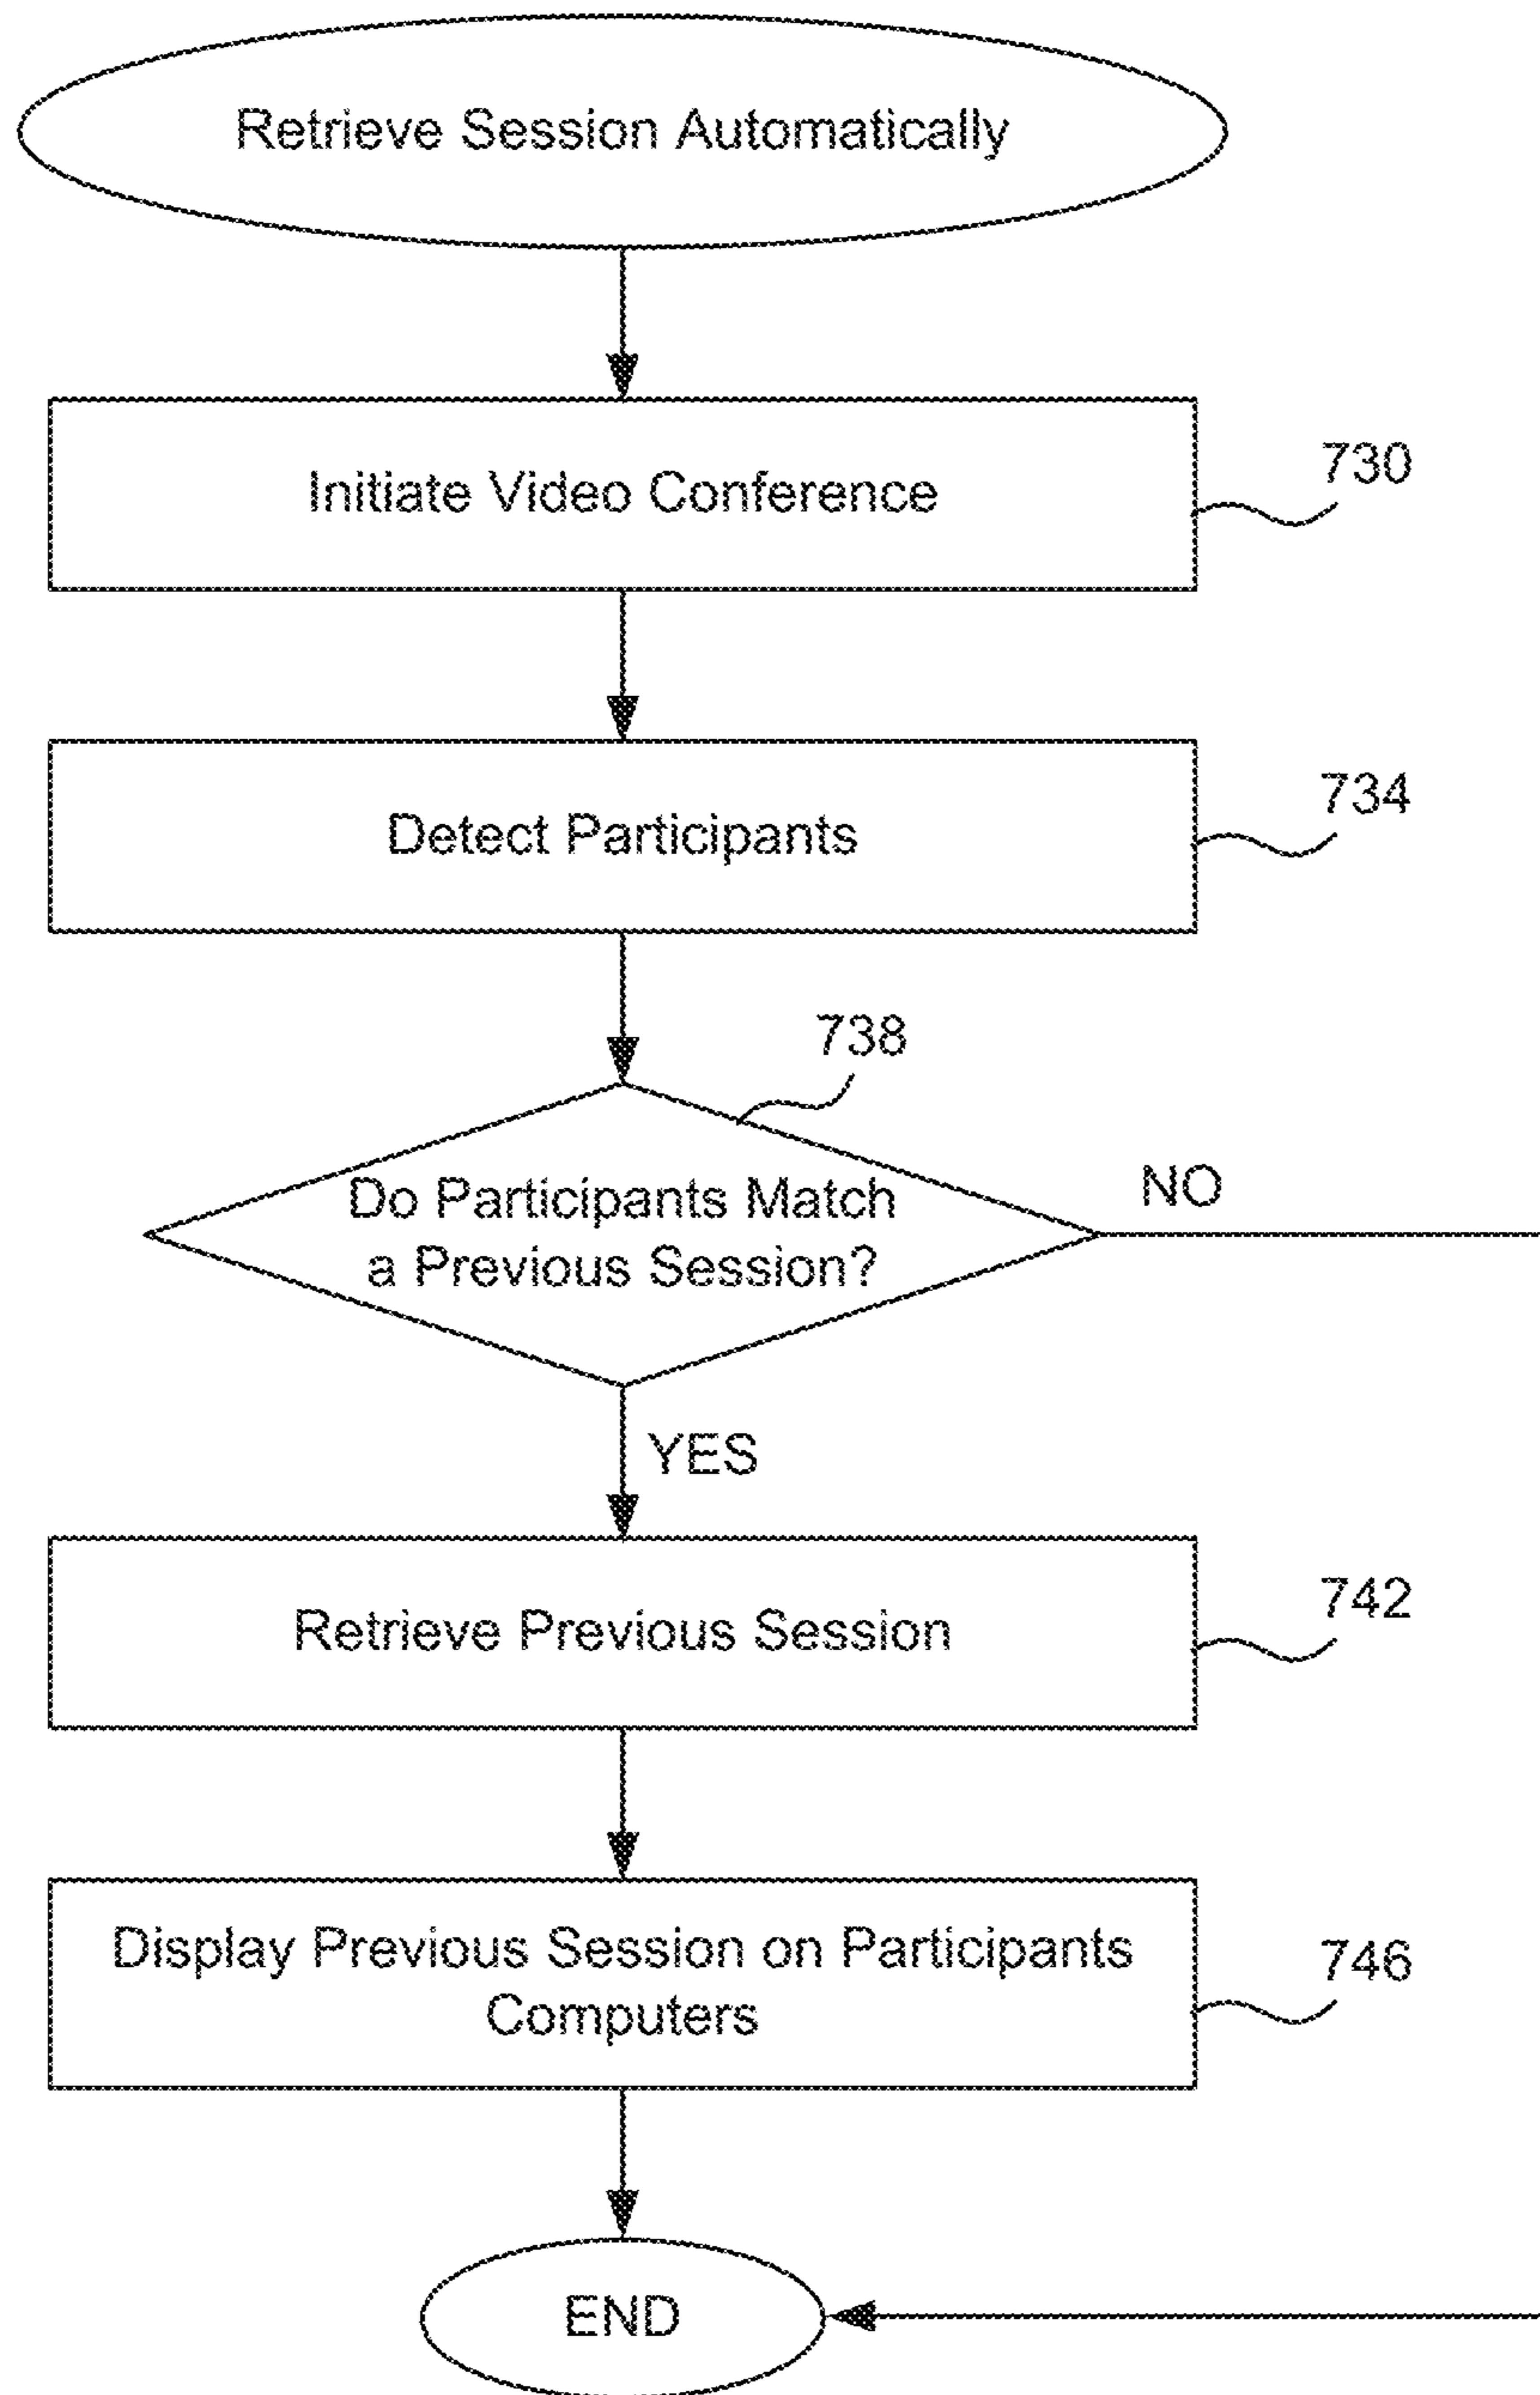 Retrieve Session Automatically
Initiate Video Conference
730
Detect Participants
734
738
Do Participants Match
a Previous Session?
NO
YES
Retrieve Previous Session
742
Display Previous Session on Participants
Computers
746
END